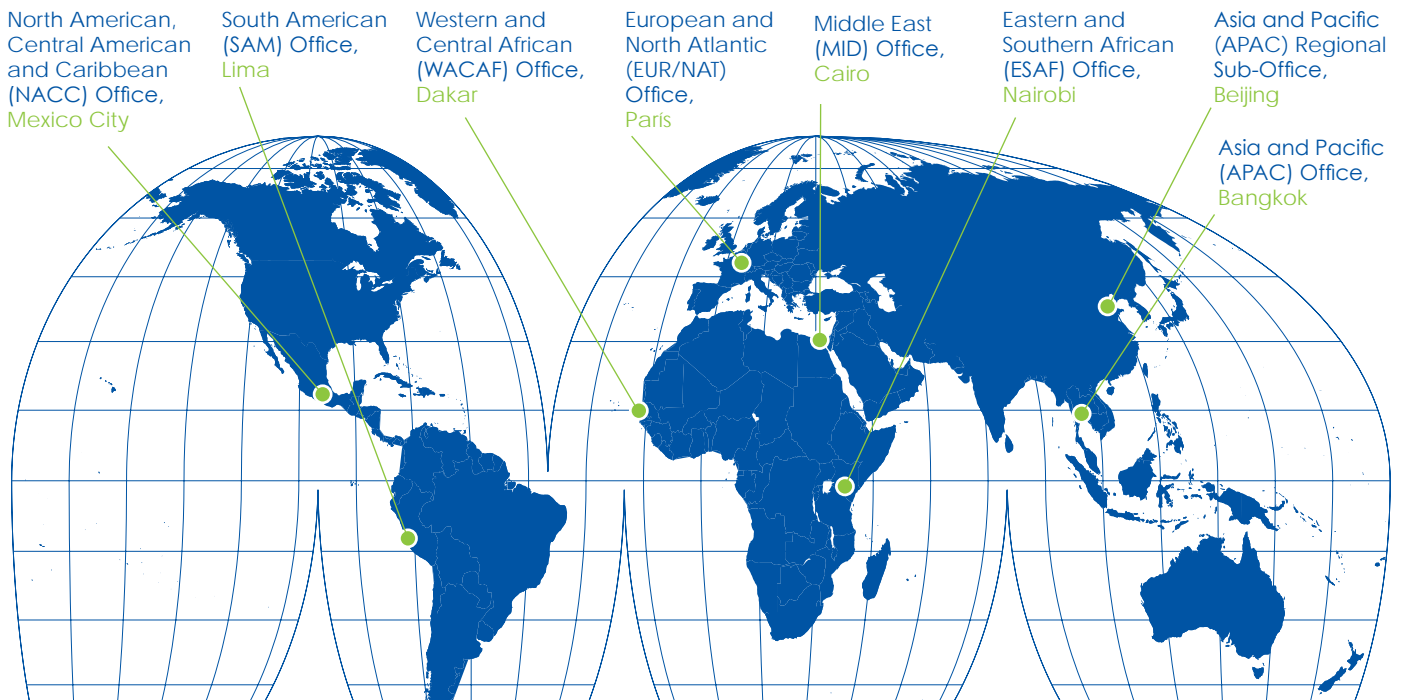 North American,
Central American
and Caribbean
(NACC) Office,
Mexico City
South American
(SAM) Office,
Lima
Western and
Central African
(WACAF) Office,
Dakar
European and
North Atlantic
(EUR/NAT)
Office,
París
Middle East
(MID) Office,
Cairo
Eastern and
Southern African
(ESAF) Office,
Nairobi
Asia and Pacific
(APAC) Regional
Sub-Office,
Beijing
Asia and Pacific
(APAC) Office,
Bangkok